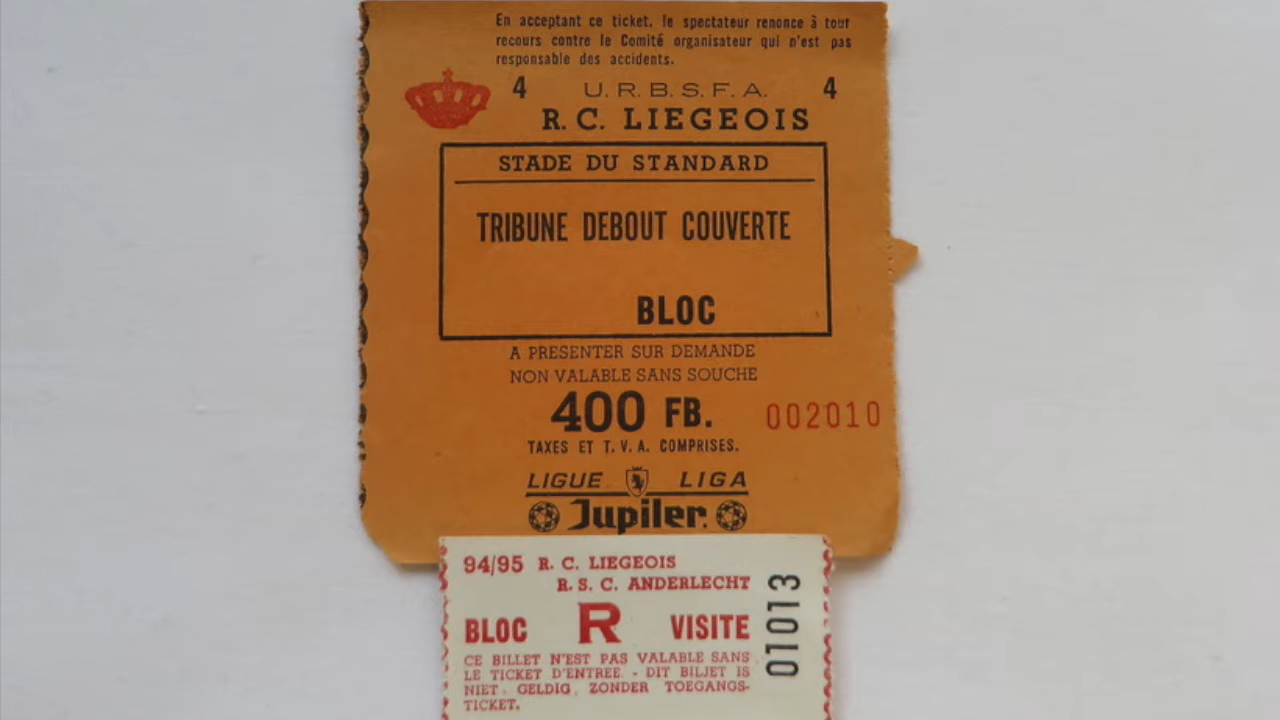 En acceptant ce ticket, le spectateur renonce à tout
recours contre le Comité organisateur qui n'est pas
responsable des accidents.
4 U. R. B. S. F. A. 4
R. C. LIEGEOIS
STADE DU STANDARD
TRIBUNE DEBOUT COUVERTE
BLOC
A PRESENTER SUR DEMANDE
NON VALABLE SANS SOUCHE
400 FB. 002010
TAXES ET T. V. A. COMPRISES.
LIGUE LIGA
Jupiler.
94/95 R. C. LIEGEOIS
R. S. C. ANDERLECHT
BLOC R VISITE
01013
CE BILLET N'EST PAS VALABLE SANS
LE TICKET D'ENTREE. - DIT BILJET IS
NIET GELDIG ZONDER TOEGANGS-
TICKET.